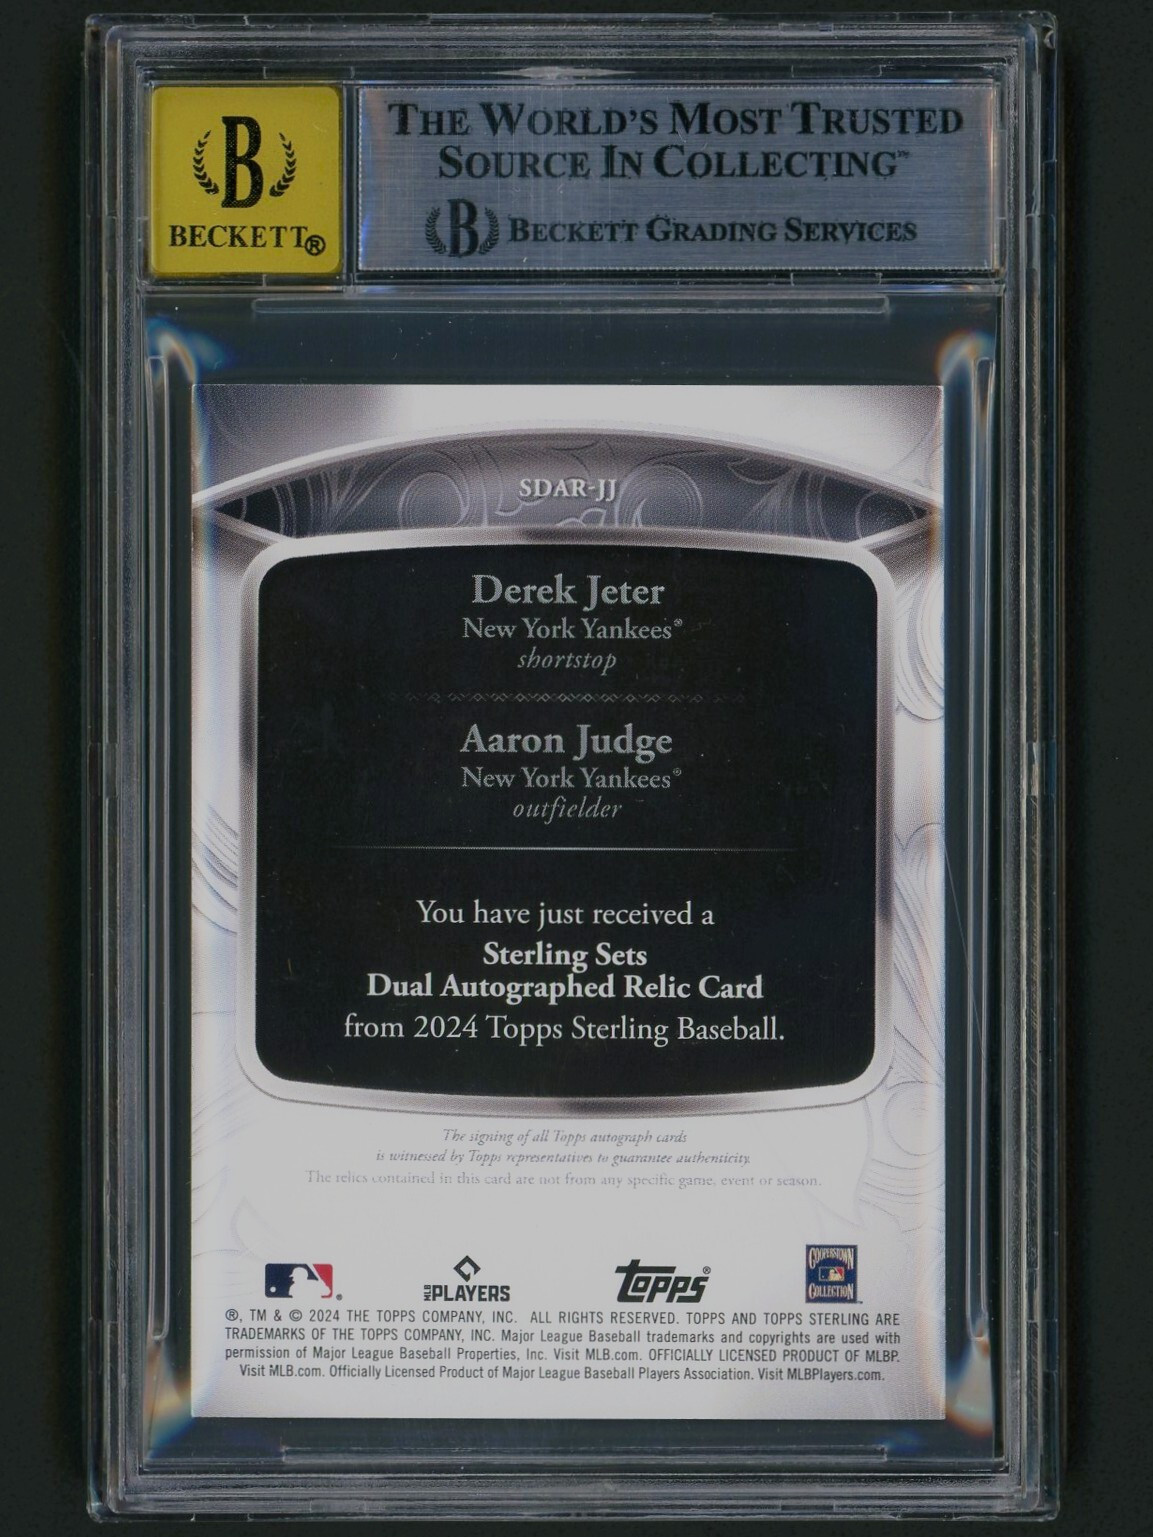 B
BECKETT®
THE WORLD'S MOST TRUSTED
SOURCE IN COLLECTING™
B BECKETT GRADING SERVICES
SDAR-JJ
Derek Jeter
New York Yankees®
shortstop
Aaron Judge
New York Yankees®
outfielder
You have just received a
Sterling Sets
Dual Autographed Relic Card
from 2024 Topps Sterling Baseball.
The signing of all Topps autograph cards
is witnessed by Topps representatives to guarantee authenticity.
The relics contained in this card are not from any specific game, event or season.
MLB PLAYERS
Topps®
COOPERSTOWN
COLLECTION
®, TM & © 2024 THE TOPPS COMPANY, INC. ALL RIGHTS RESERVED. TOPPS AND TOPPS STERLING ARE
TRADEMARKS OF THE TOPPS COMPANY, INC. Major League Baseball trademarks and copyrights are used with
permission of Major League Baseball Properties, Inc. Visit MLB.com. OFFICIALLY LICENSED PRODUCT OF MLBP.
Visit MLB.com. Officially Licensed Product of Major League Baseball Players Association. Visit MLBPlayers.com.